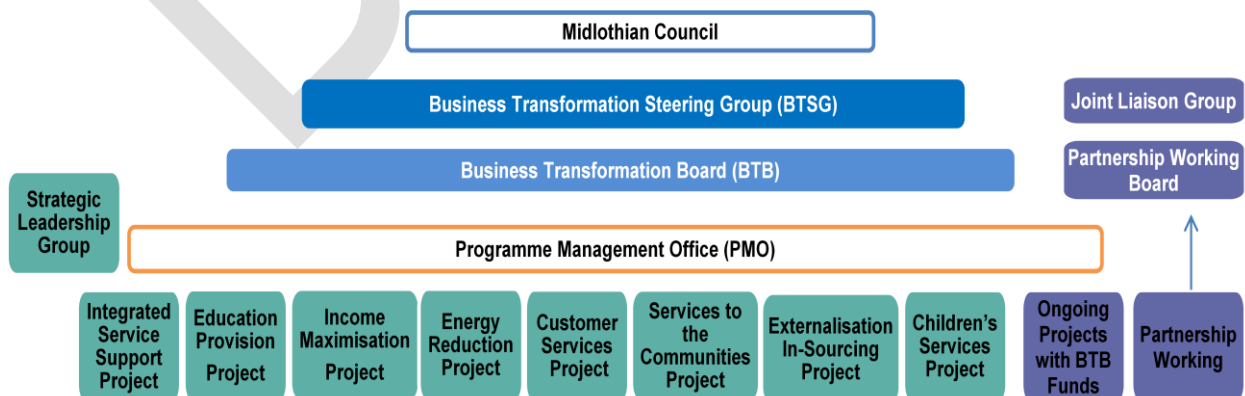 Midlothian Council
Business Transformation Steering Group (BTSG)
Joint Liaison Group
Business Transformation Board (BTB)
Partnership Working
Board
Strategic
Leadership
Group
Programme Management Office (PMO)
Integrated
Service
Support
Project
Education
Provision
Project
Income
Maximisation
Project
Energy
Reduction
Project
Customer
Services
Project
Services to
the
Communities
Project
Externalisation
In-Sourcing
Project
Children's
Services
Project
Ongoing
Projects
with BTB
Funds
Partnership
Working